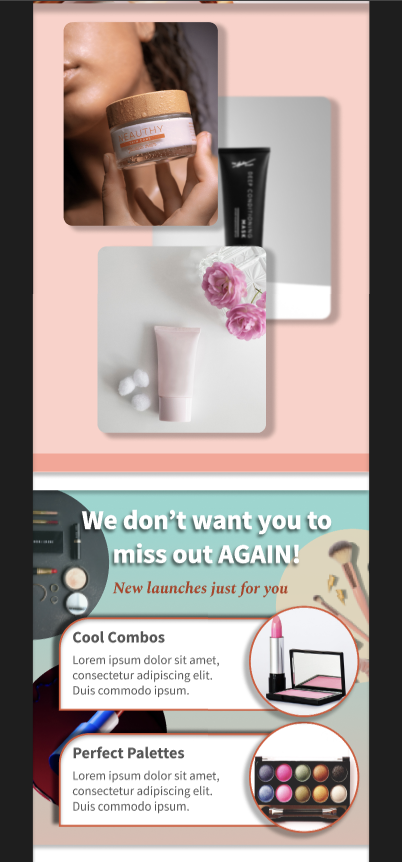 BEAUTHY
DEEP CONDITIONING
MASK
We don’t want you to
miss out AGAIN!
New launches just for you
Cool Combos
Lorem ipsum dolor sit amet,
consectetur adipiscing elit.
Duis commodo ipsum.
Perfect Palettes
Lorem ipsum dolor sit amet,
consectetur adipiscing elit.
Duis commodo ipsum.